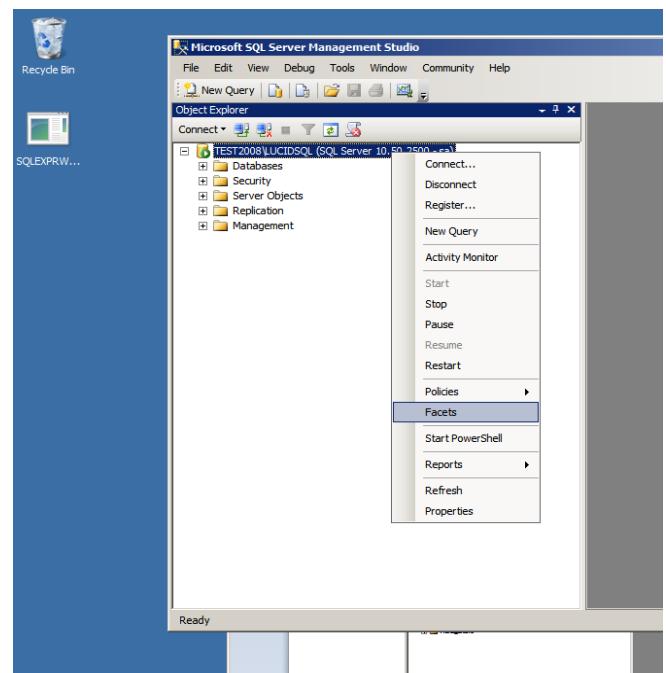 Recycle Bin
SQLEXPRW...
Microsoft SQL Server Management Studio
File Edit View Debug Tools Window Community Help
New Query
Object Explorer
Connect
TEST2008\LUCIDSQL (SQL Server 10.50.2500 - sa)
Databases
Security
Server Objects
Replication
Management
Connect...
Disconnect
Register...
New Query
Activity Monitor
Start
Stop
Pause
Resume
Restart
Policies
Facets
Start PowerShell
Reports
Refresh
Properties
Ready